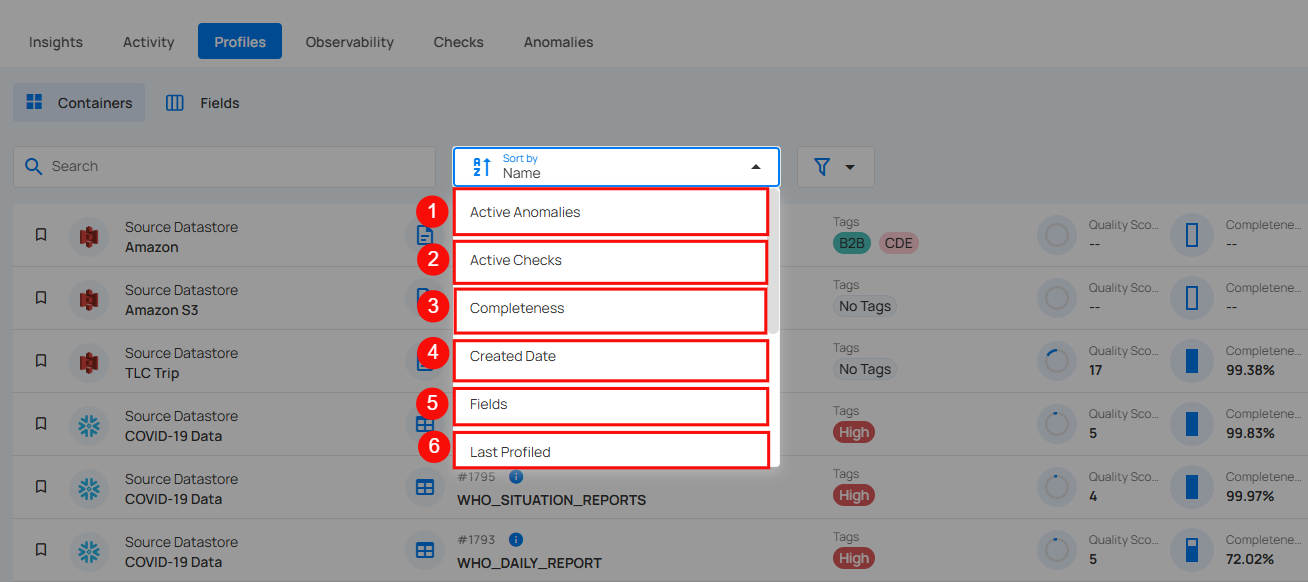 Insights Activity Profiles Observability Checks Anomalies
Containers Fields
Search
Sort by
Name
1 Active Anomalies
2 Active Checks
3 Completeness
4 Created Date
5 Fields
6 Last Profiled
Source Datastore Tags Quality Sco... Completene...
Amazon B2B CDE -- --
Source Datastore Tags Quality Sco... Completene...
Amazon S3 No Tags -- --
Source Datastore Tags Quality Sco... Completene...
TLC Trip No Tags 17 99.38%
Source Datastore Tags Quality Sco... Completene...
COVID-19 Data High 5 99.83%
Source Datastore #1795 Tags Quality Sco... Completene...
COVID-19 Data WHO_SITUATION_REPORTS High 4 99.97%
Source Datastore #1793 Tags Quality Sco... Completene...
COVID-19 Data WHO_DAILY_REPORT High 5 72.02%